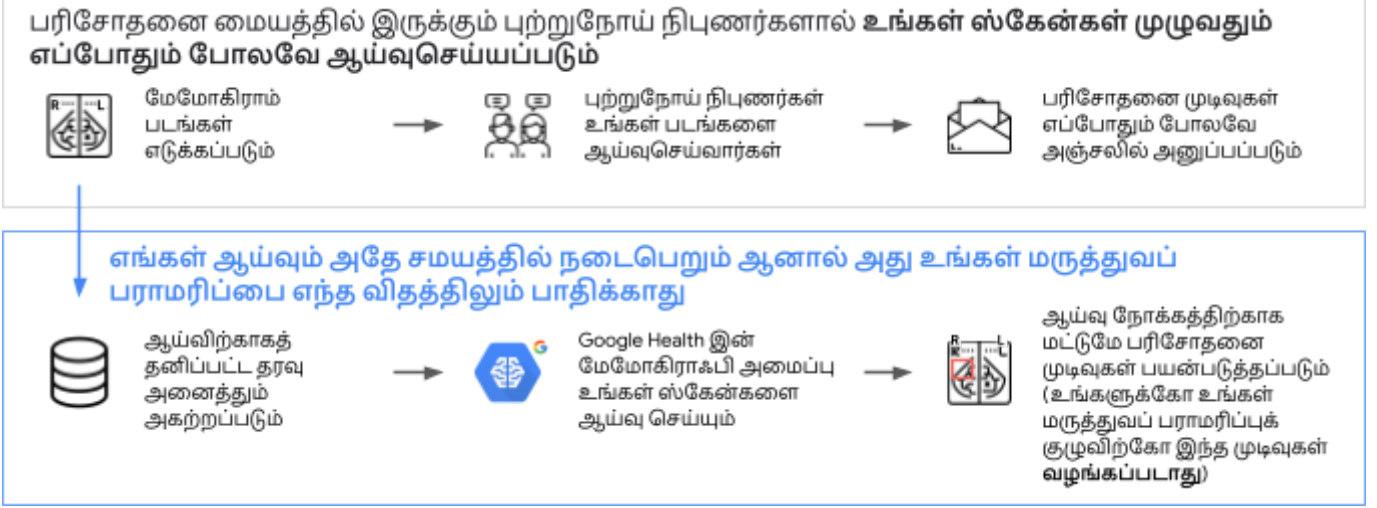 பரிசோதனை மையத்தில் இருக்கும் புற்றுநோய் நிபுணர்களால் உங்கள் ஸ்கேன்கள் முழுவதும்
எப்போதும் போலவே ஆய்வுசெய்யப்படும்
மேமோகிராம்
படங்கள்
எடுக்கப்படும்
புற்றுநோய் நிபுணர்கள்
உங்கள் படங்களை
ஆய்வுசெய்வார்கள்
பரிசோதனை முடிவுகள்
எப்போதும் போலவே
அஞ்சலில் அனுப்பப்படும்
எங்கள் ஆய்வும் அதே சமயத்தில் நடைபெறும் ஆனால் அது உங்கள் மருத்துவப்
பராமரிப்பை எந்த விதத்திலும் பாதிக்காது
ஆய்விற்காகத்
தனிப்பட்ட தரவு
அனைத்தும்
அகற்றப்படும்
Google Health இன்
மேமோகிராஃபி அமைப்பு
உங்கள் ஸ்கேன்களை
ஆய்வு செய்யும்
ஆய்வு நோக்கத்திற்காக
மட்டுமே பரிசோதனை
முடிவுகள் பயன்படுத்தப்படும்
(உங்களுக்கோ உங்கள்
மருத்துவப் பராமரிப்புக்
குழுவிற்கோ இந்த முடிவுகள்
வழங்கப்படாது)
R L
R L